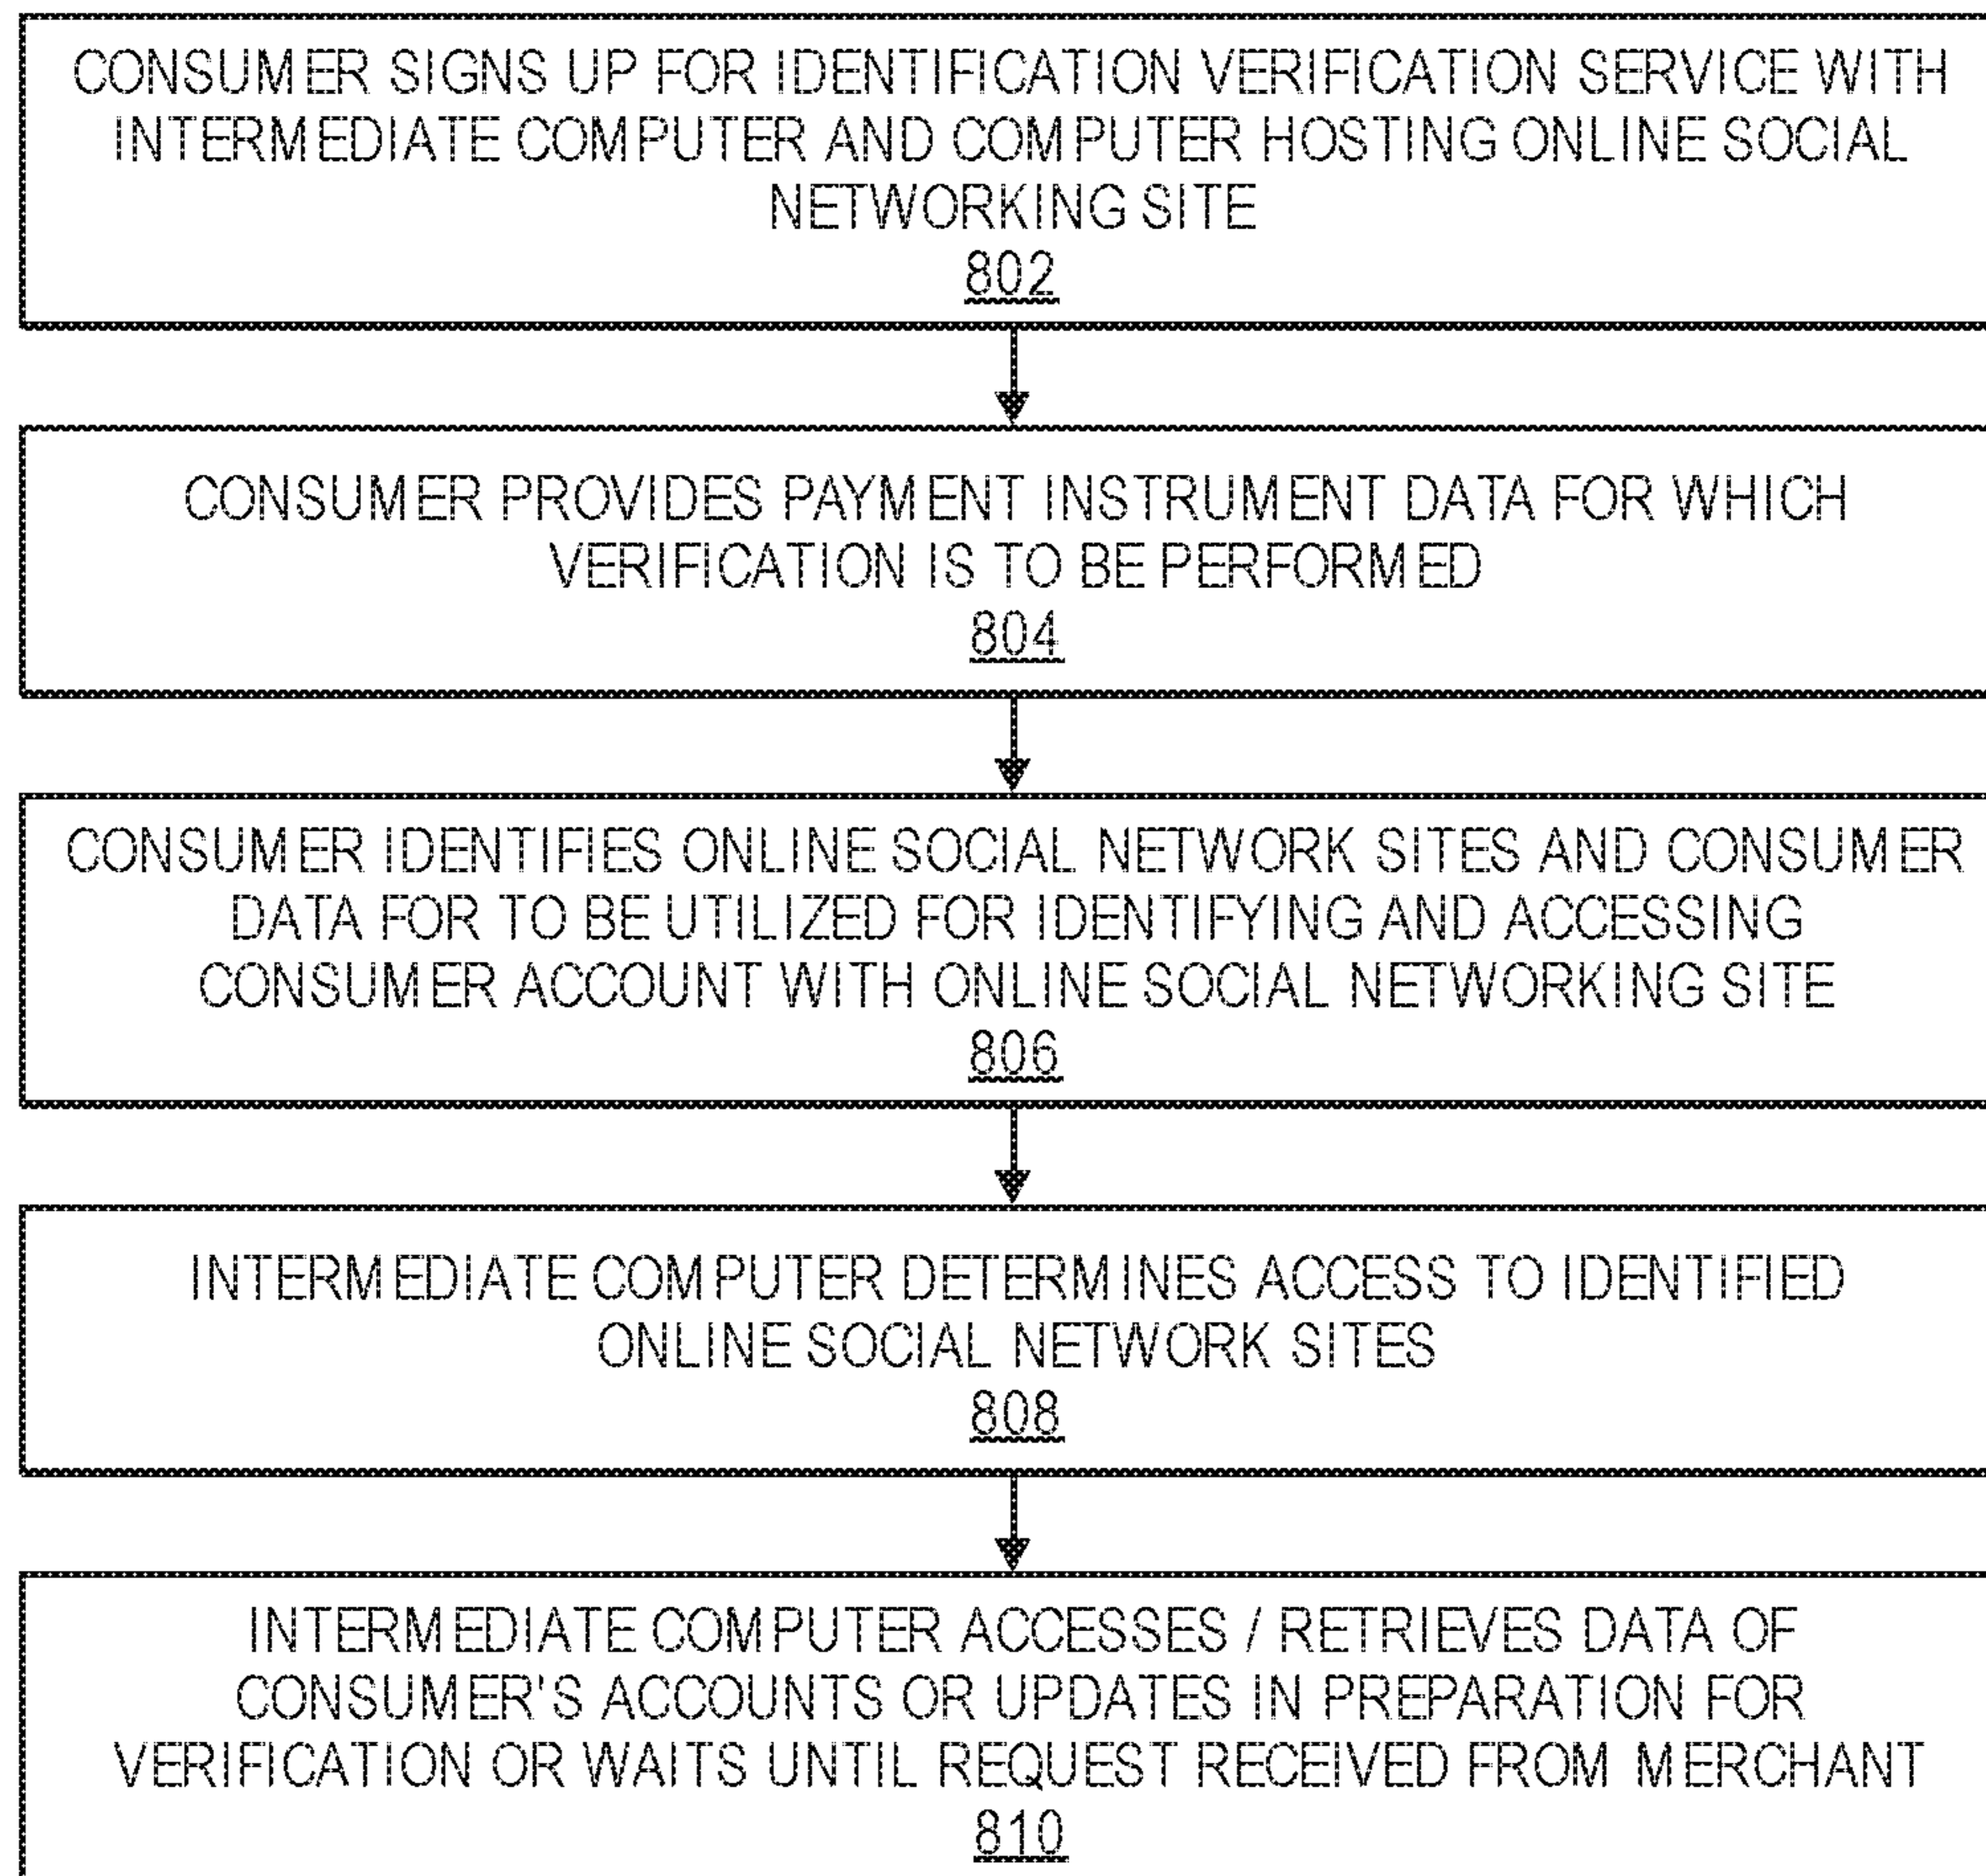 CONSUMER SIGNS UP FOR IDENTIFICATION VERIFICATION SERVICE WITH
INTERMEDIATE COMPUTER AND COMPUTER HOSTING ONLINE SOCIAL
NETWORKING SITE
802
CONSUMER PROVIDES PAYMENT INSTRUMENT DATA FOR WHICH
VERIFICATION IS TO BE PERFORMED
804
CONSUMER IDENTIFIES ONLINE SOCIAL NETWORK SITES AND CONSUMER
DATA FOR TO BE UTILIZED FOR IDENTIFYING AND ACCESSING
CONSUMER ACCOUNT WITH ONLINE SOCIAL NETWORKING SITE
806
INTERMEDIATE COMPUTER DETERMINES ACCESS TO IDENTIFIED
ONLINE SOCIAL NETWORK SITES
808
INTERMEDIATE COMPUTER ACCESSES / RETRIEVES DATA OF
CONSUMER'S ACCOUNTS OR UPDATES IN PREPARATION FOR
VERIFICATION OR WAITS UNTIL REQUEST RECEIVED FROM MERCHANT
810